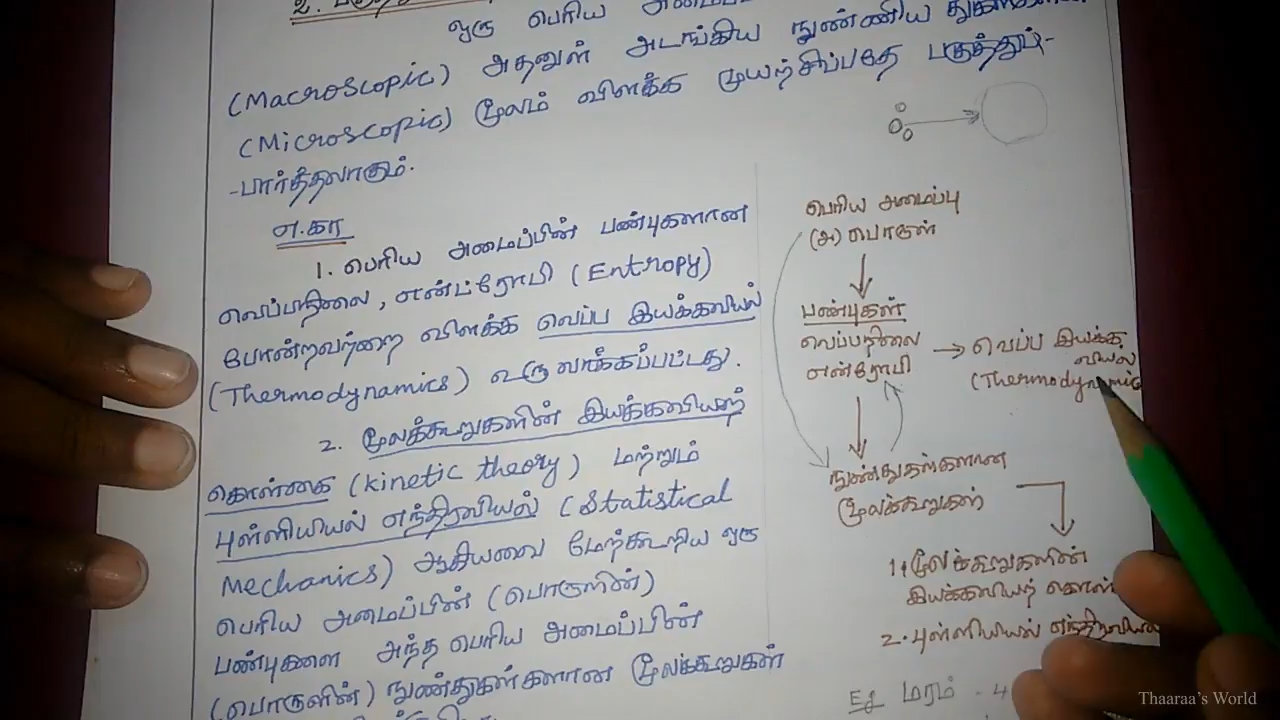 ஒரு பெரிய
(Macroscopic) அதனுள் அடங்கிய நுண்ணிய
(Microscopic) மூலம் விளக்க முயற்சிப்பதே பகுத்துப்-
-பார்த்தலாகும்.
எ.கா
1. பெரிய அமைப்பின் பண்புகளான
வெப்பநிலை, என்ட்ரோபி (Entropy)
போன்றவற்றை விளக்க வெப்ப இயக்கவியல்
(Thermodynamics) உருவாக்கப்பட்டது.
2. மூலக்கூறுகளின் இயக்கவியற்
கொள்கை (kinetic theory) மற்றும்
புள்ளியியல் எந்திரவியல் (Statistical
Mechanics) ஆகியவை மேற்கூறிய ஒரு
பெரிய அமைப்பின் (பொருளின்)
பண்புகளை அந்த பெரிய அமைப்பின்
(பொருளின்) நுண்துகள்களான மூலக்கூறுகள்
பெரிய அமைப்பு
(அ) பொருள்
பண்புகள்
வெப்பநிலை
என்ரோபி
வெப்ப இயக்க
வியல்
(Thermodynamic
நுண்துகள்களான
மூலக்கூறுகள்
1. மூலக்கூறுகளின்
இயக்கவியற் கொள்
2. புள்ளியியல் எந்திரவியல்
Eg மரம் - 4
Thaaraa's World